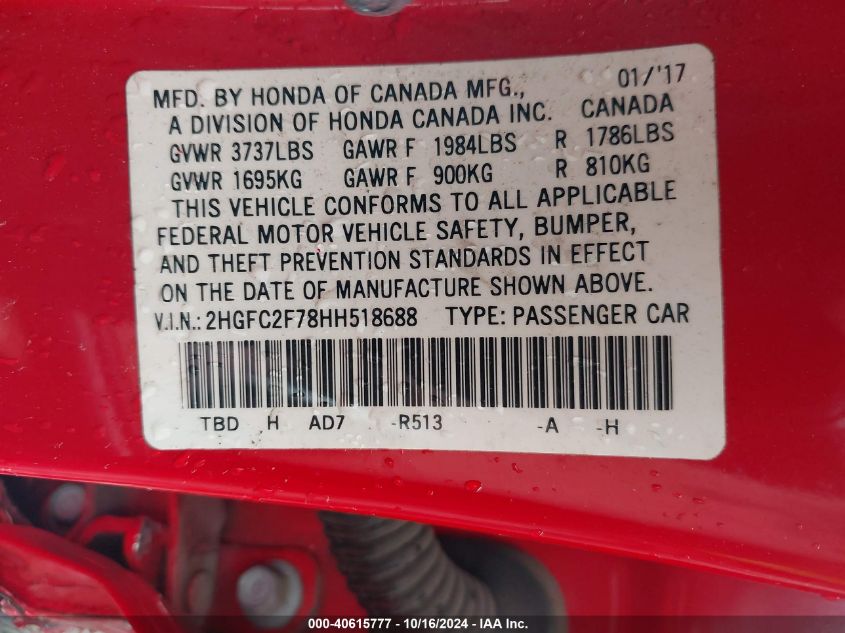 01/'17
MFD. BY HONDA OF CANADA MFG.,
A DIVISION OF HONDA CANADA INC. CANADA
GVWR 3737LBS GAWR F 1984LBS R 1786LBS
GVWR 1695KG GAWR F 900KG R 810KG
THIS VEHICLE CONFORMS TO ALL APPLICABLE
FEDERAL MOTOR VEHICLE SAFETY, BUMPER,
AND THEFT PREVENTION STANDARDS IN EFFECT
ON THE DATE OF MANUFACTURE SHOWN ABOVE.
V.I.N.: 2HGFC2F78HH518688 TYPE: PASSENGER CAR
TBD H AD7 -R513 -A -H
000-40615777 - 10/16/2024 - IAA Inc.